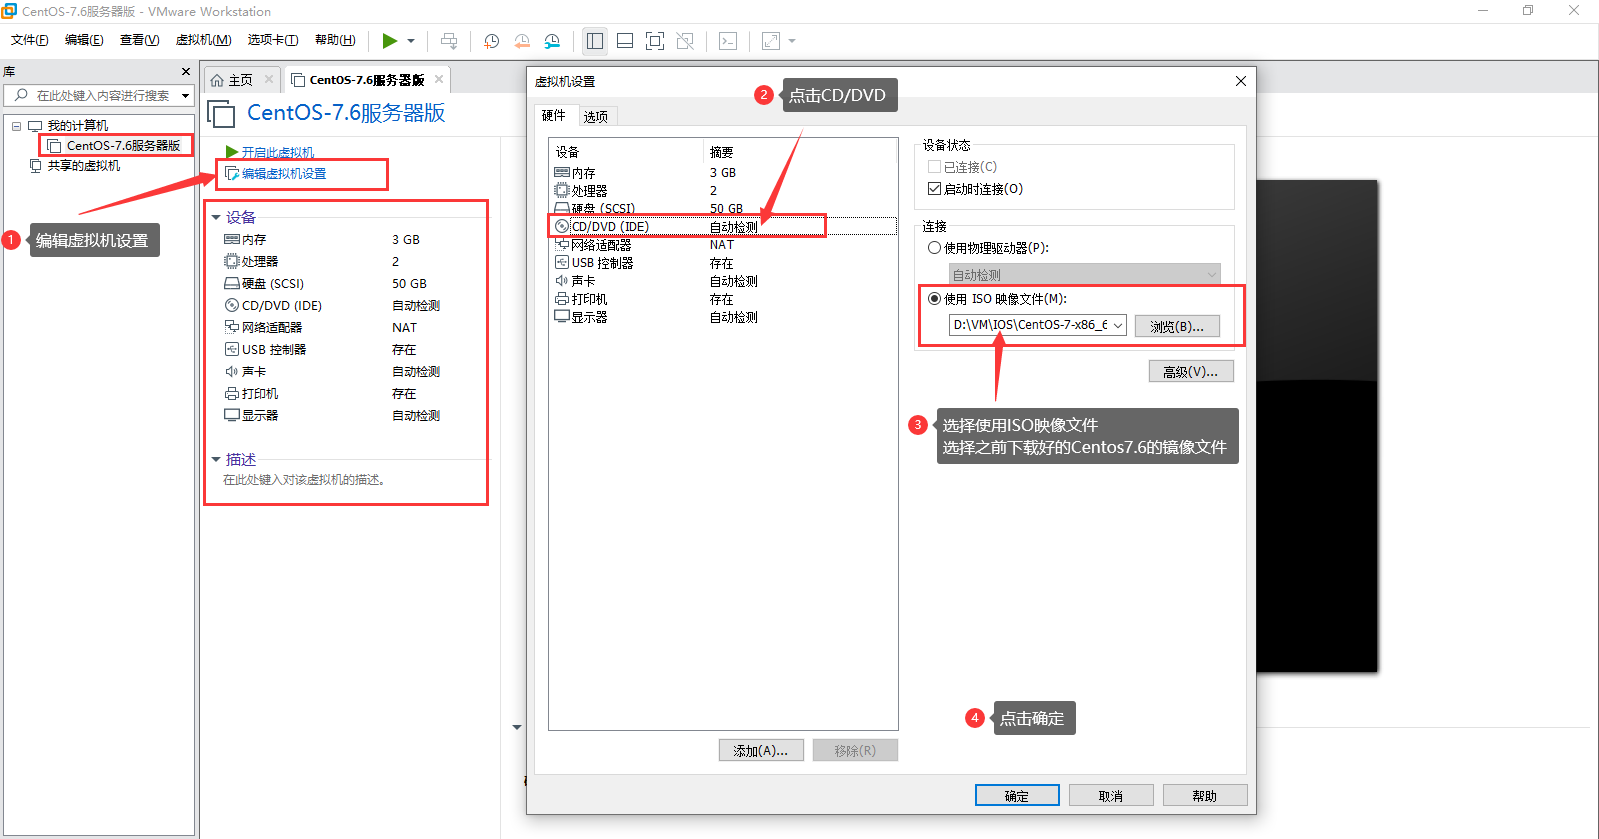 CentOS-7.6服务器版 - VMware Workstation
文件(F) 编辑(E) 查看(V) 虚拟机(M) 选项卡(T) 帮助(H)
库
在此处键入内容进行搜索
我的计算机
CentOS-7.6服务器版
共享的虚拟机
1 编辑虚拟机设置
主页 CentOS-7.6服务器版
CentOS-7.6服务器版
开启此虚拟机
编辑虚拟机设置
设备
内存 3 GB
处理器 2
硬盘 (SCSI) 50 GB
CD/DVD (IDE) 自动检测
网络适配器 NAT
USB 控制器 存在
声卡 自动检测
打印机 存在
显示器 自动检测
描述
在此处键入对该虚拟机的描述。
虚拟机设置
2 点击CD/DVD
硬件 选项
设备 摘要
内存 3 GB
处理器 2
硬盘 (SCSI) 50 GB
CD/DVD (IDE) 自动检测
网络适配器 NAT
USB 控制器 存在
声卡 自动检测
打印机 存在
显示器 自动检测
添加(A)... 移除(R)
设备状态
已连接(C)
启动时连接(O)
连接
使用物理驱动器(P):
自动检测
使用 ISO 映像文件(M):
D:\VM\IOS\CentOS-7-x86_6 浏览(B)...
高级(V)...
3 选择使用ISO映像文件
选择之前下载好的Centos7.6的镜像文件
4 点击确定
确定 取消 帮助